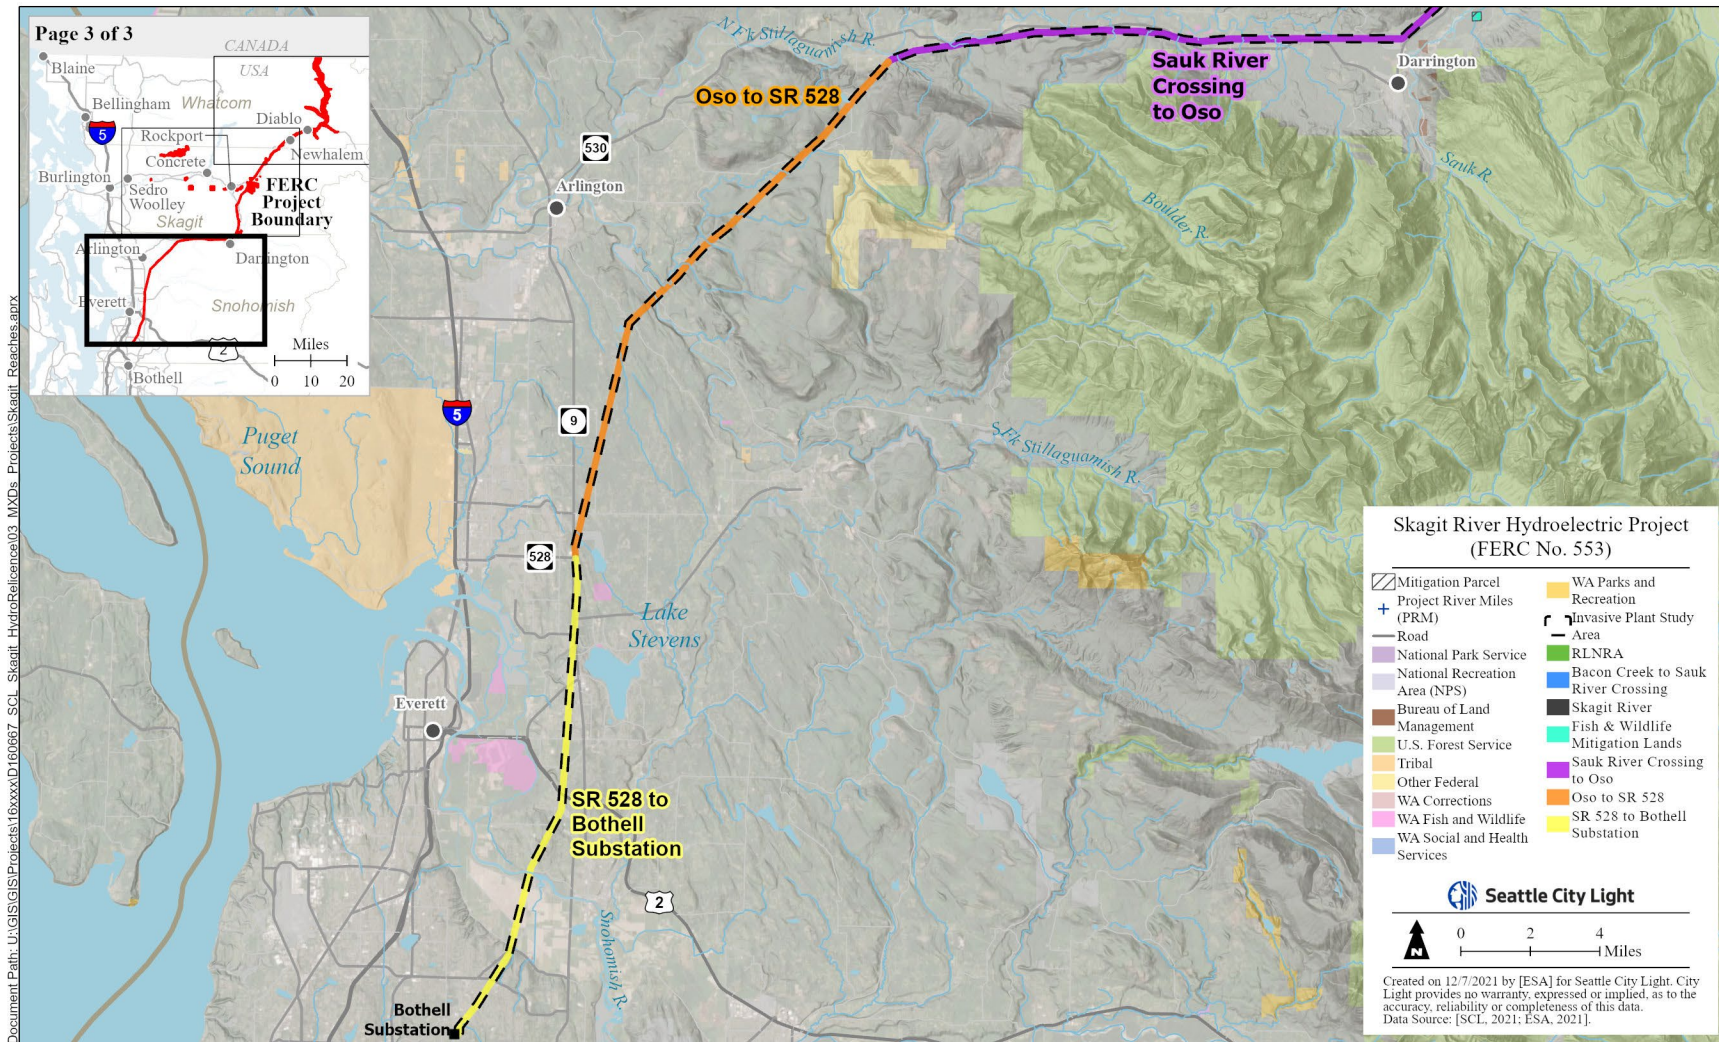 Page 3 of 3
CANADA
USA
Blaine
Whatcom
Bellingham
5
Diablo
Rockport
Newhalem
Concrete
Burlington
Sedro
Woolley
FERC
Project
Boundary
Skagit
Arlington
Darrington
Everett
Snohomish
2
Miles
0 10 20
Bothell
N Fk Stillaguamish R.
Oso to SR 528
Sauk River
Crossing
to Oso
Darrington
530
Arlington
Sauk R.
Boulder R.
5
9
Puget
Sound
S Fk Stillaguamish R.
528
Lake
Stevens
Everett
SR 528 to
Bothell
Substation
2
Snohomish R.
Bothell
Substation
Skagit River Hydroelectric Project
(FERC No. 553)
Mitigation Parcel
Project River Miles
(PRM)
Road
National Park Service
National Recreation
Area (NPS)
Bureau of Land
Management
U.S. Forest Service
Tribal
Other Federal
WA Corrections
WA Fish and Wildlife
WA Social and Health
Services
WA Parks and
Recreation
Invasive Plant Study
Area
RLNRA
Bacon Creek to Sauk
River Crossing
Skagit River
Fish & Wildlife
Mitigation Lands
Sauk River Crossing
to Oso
Oso to SR 528
SR 528 to Bothell
Substation
Seattle City Light
N
0 2 4
Miles
Created on 12/7/2021 by [ESA] for Seattle City Light. City
Light provides no warranty, expressed or implied, as to the
accuracy, reliability or completeness of this data.
Data Source: [SCL, 2021; ESA, 2021].
Document Path: U:\GIS\GIS\Projects\16xxxx\D160667_SCL_Skagit_HydroRelicence\03_MXDs_Projects\Skagit_Reaches.aprx